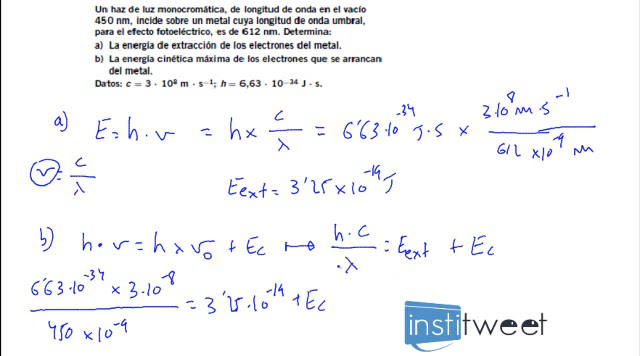 Un haz de luz monocromática, de longitud de onda en el vacío
450 nm, incide sobre un metal cuya longitud de onda umbral,
para el efecto fotoeléctrico, es de 612 nm. Determina:
a) La energía de extracción de los electrones del metal.
b) La energía cinética máxima de los electrones que se arrancan
del metal.
Datos: c = 3 · 10⁸ m · s⁻¹; h = 6,63 · 10⁻³⁴ J · s.
a) E = h · ν = h x c/λ = 6'63·10⁻³⁴ J·s x 3·10⁸ m·s⁻¹ / 612 x10⁻⁹ m
ν = c/λ
Eext = 3'25 x10⁻¹⁹ J
b) h · ν = h x ν₀ + Ec ↦ h·c/·λ = Eext + Ec
6'63·10⁻³⁴ x 3·10⁻⁸ / 450 x10⁻⁹ = 3'25·10⁻¹⁹ + Ec
institweet